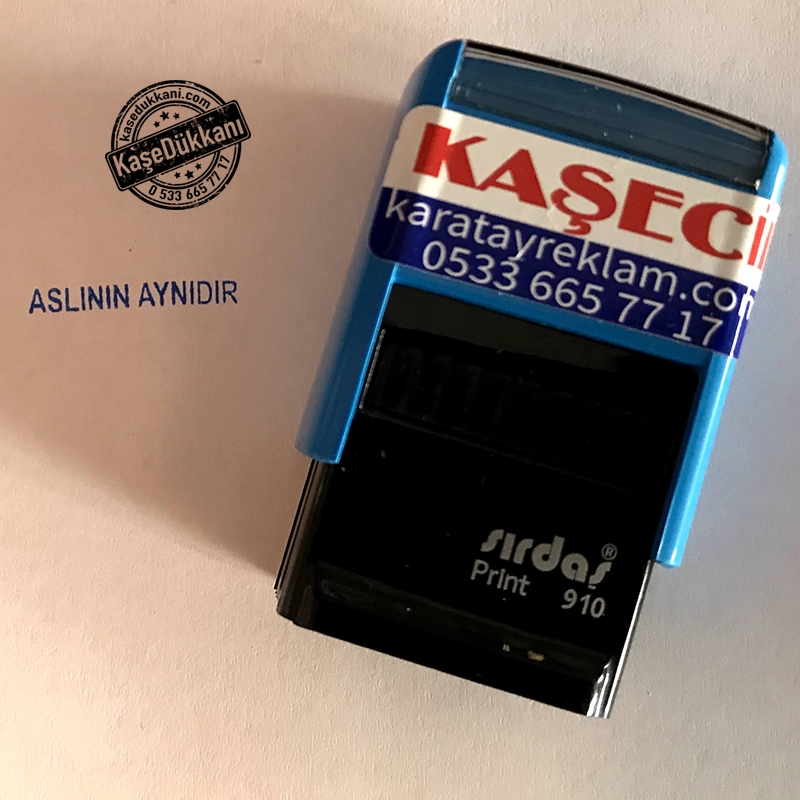 kasedukkani.com
KaşeDükkanı
0 533 665 77 17
ASLININ AYNIDIR
KAŞECİ
karatayreklam.com
0533 665 77 17
sırdaş®
Print 910